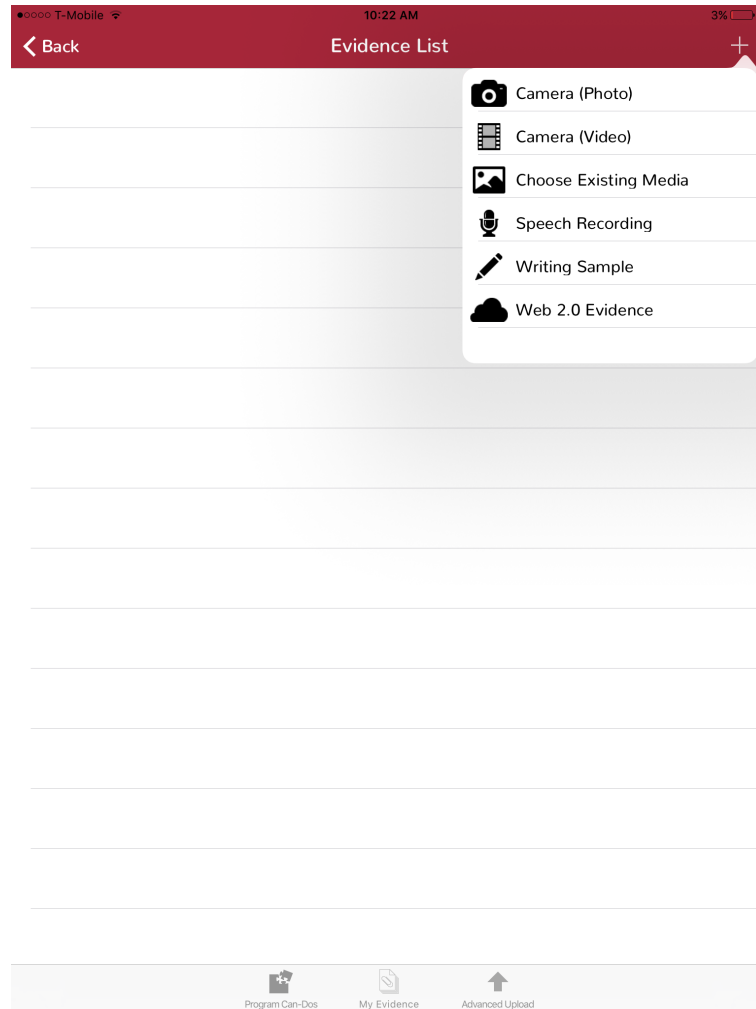 T-Mobile 10:22 AM 3%
Back Evidence List +
Camera (Photo)
Camera (Video)
Choose Existing Media
Speech Recording
Writing Sample
Web 2.0 Evidence
Program Can-Dos My Evidence Advanced Upload